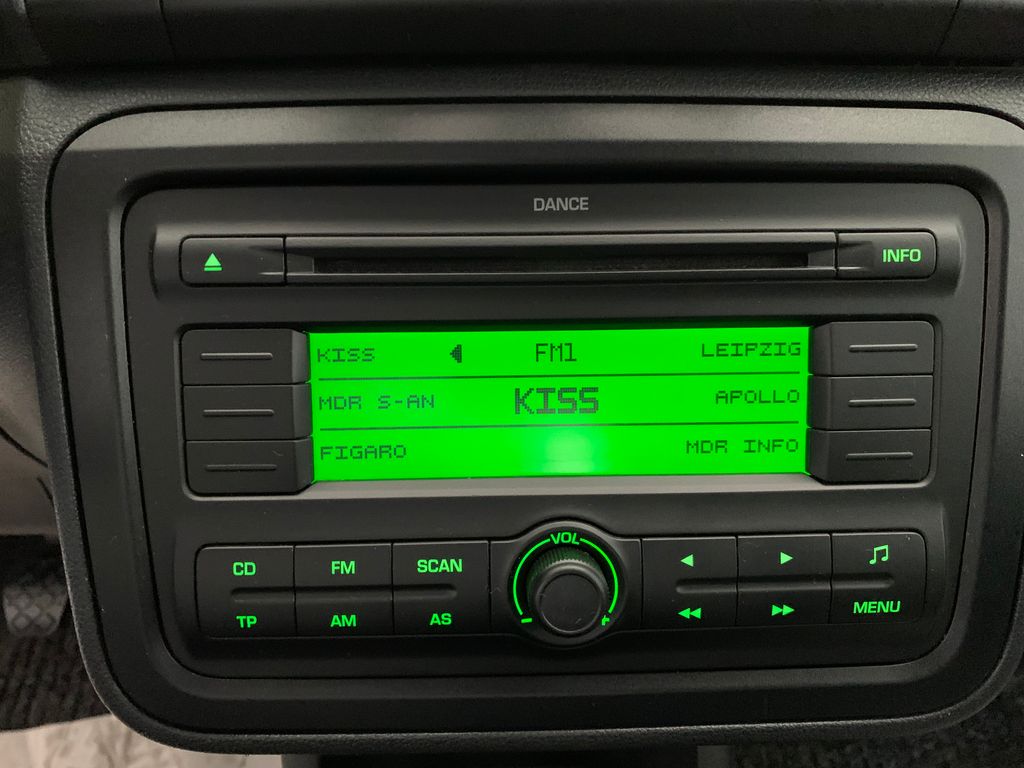 DANCE
INFO
KISS FM1 LEIPZIG
MDR S-AN KISS APOLLO
FIGARO MDR INFO
VOL
CD FM SCAN
TP AM AS - + MENU